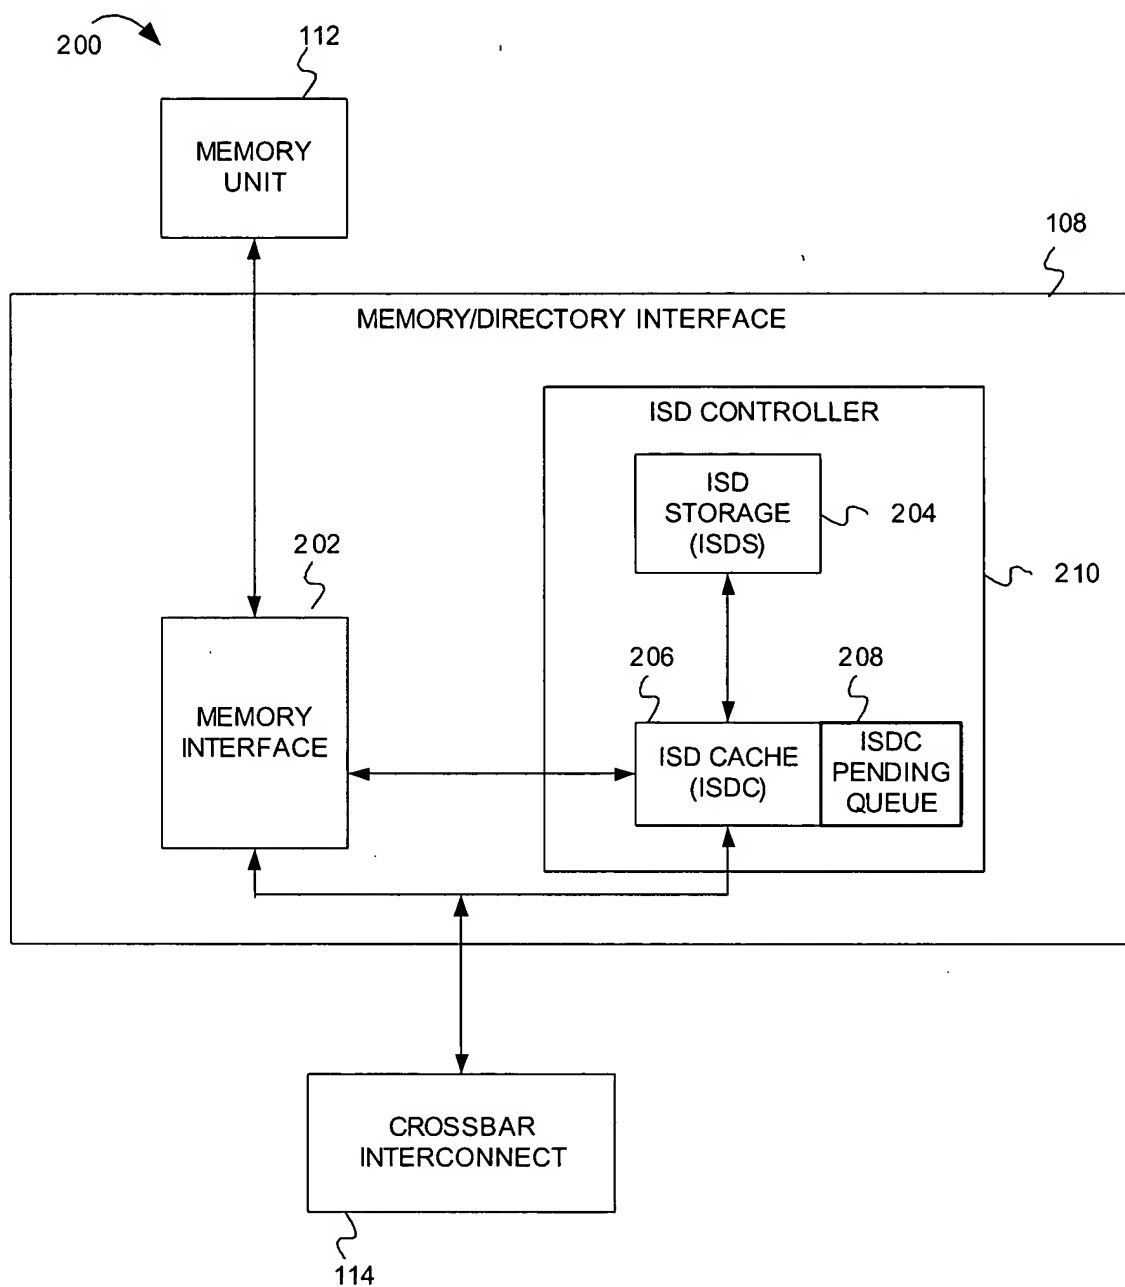 200
112
MEMORY
UNIT
108
MEMORY/DIRECTORY INTERFACE
ISD CONTROLLER
ISD
STORAGE
(ISDS)
204
202
210
206
208
MEMORY
INTERFACE
ISD CACHE
(ISDC)
ISDC
PENDING
QUEUE
CROSSBAR
INTERCONNECT
114